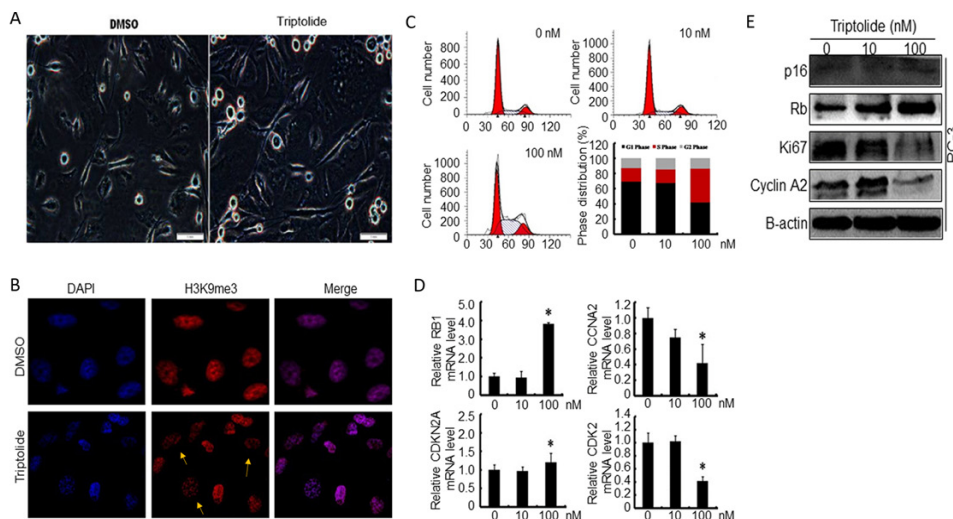 A
DMSO
Triptolide
B
DAPI
H3K9me3
Merge
DMSO
Triptolide
C
0 nM
Cell number
1000
800
600
400
200
0
0 30 60 90 120
10 nM
Cell number
1000
800
600
400
200
0
0 30 60 90 120
100 nM
Cell number
1000
800
600
400
200
0
0 30 60 90 120
G1 Phase S Phase G2 Phase
Phase distribution (%)
120
100
80
60
40
20
0
0 10 100 nM
D
Relative RB1
mRNA level
5.0
4.0
3.0
2.0
1.0
0
*
0 10 100 nM
Relative CCNA2
mRNA level
1.2
1.0
0.8
0.6
0.4
0.2
0
*
0 10 100 nM
Relative CDKN2A
mRNA level
2.5
2.0
1.5
1.0
0.5
0
*
0 10 100 nM
Relative CDK2
mRNA level
1.4
1.2
1.0
0.8
0.6
0.4
0.2
0
*
0 10 100 nM
E
Triptolide (nM)
0 10 100
p16
Rb
Ki67
Cyclin A2
B-actin